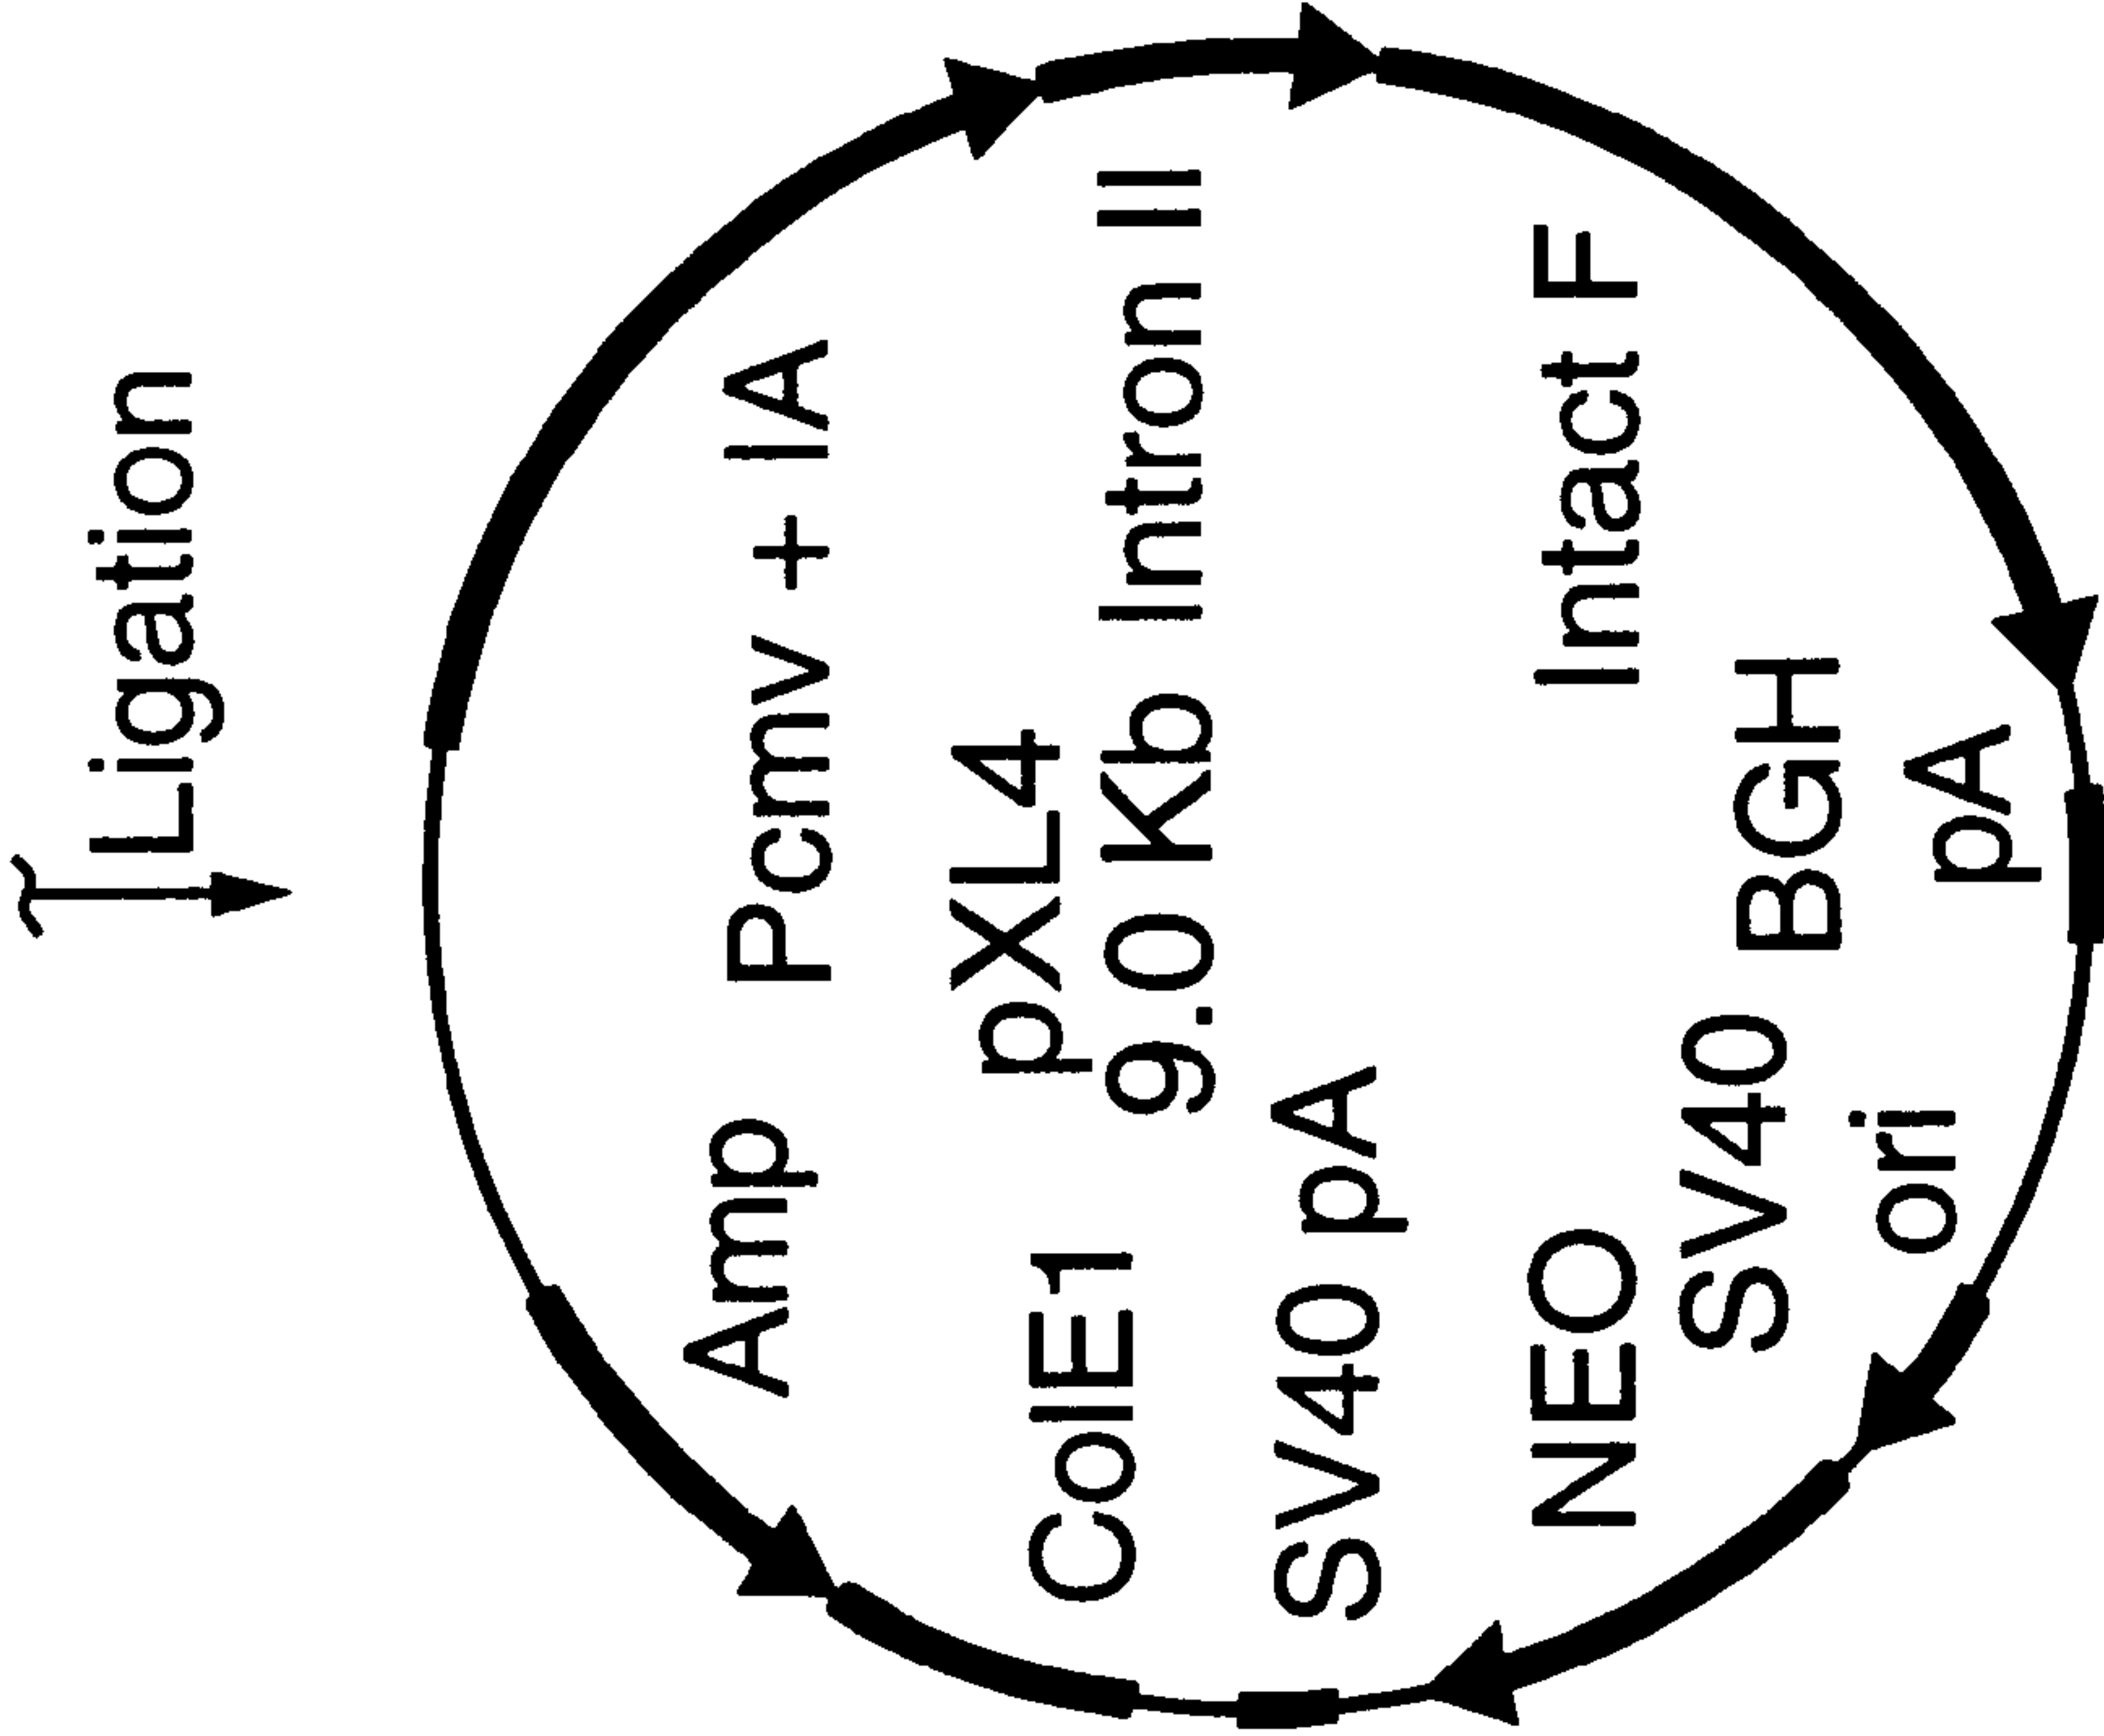 Ligation
Amp
Pcmv + IA
pXL4
ColE1
9.0 Kb
Intron II
SV40 pA
NEO
Intact F
SV40
ori
BGH
pA